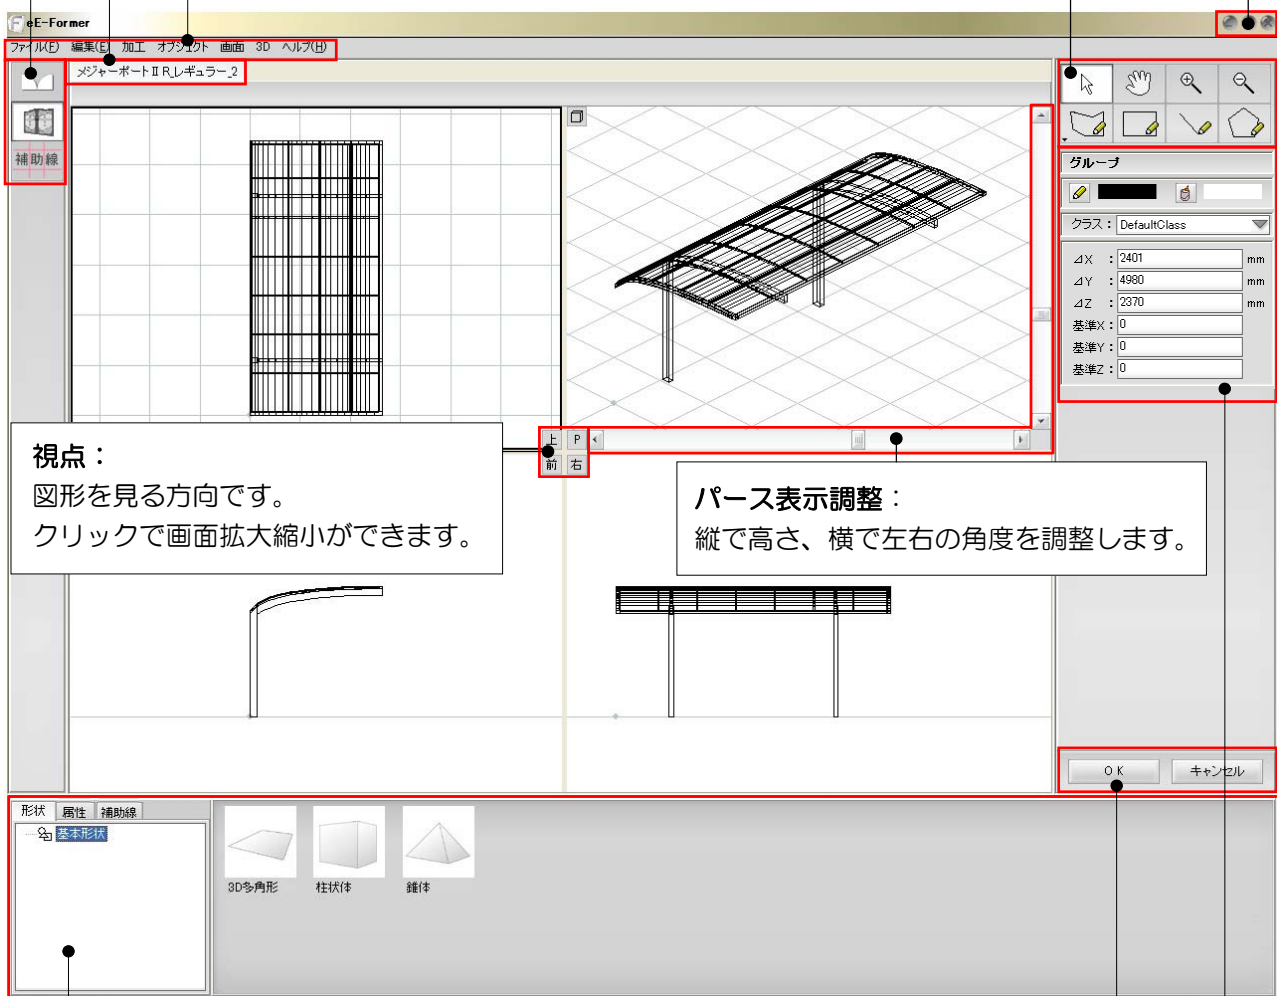 eE-Former
ファイル(F) 編集(E) 加工 オブジェクト 画面 3D ヘルプ(H)
メジャーポートⅡR_レギュラー_2
補助線
グループ
クラス： DefaultClass
⊿X ： 2401 mm
⊿Y ： 4980 mm
⊿Z ： 2370 mm
基準X： 0
基準Y： 0
基準Z： 0
上 P
前 右
視点：
図形を見る方向です。
クリックで画面拡大縮小ができます。
パース表示調整：
縦で高さ、横で左右の角度を調整します。
OK キャンセル
形状 属性 補助線
基本形状
3D多角形 柱状体 錐体